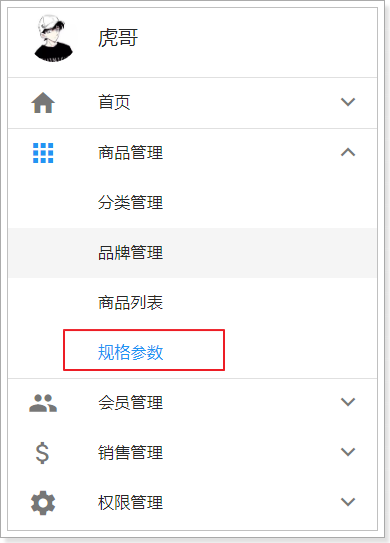 虎哥
首页
商品管理
分类管理
品牌管理
商品列表
规格参数
会员管理
销售管理
权限管理